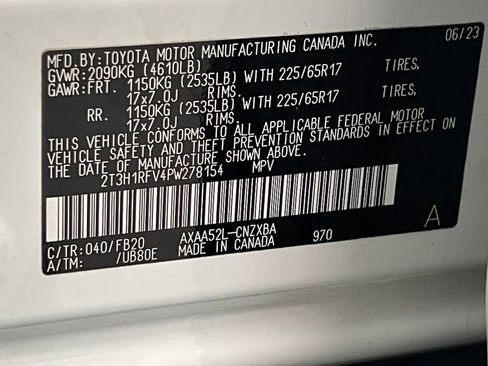 MFD.BY:TOYOTA MOTOR MANUFACTURING CANADA INC. 06/23
GVWR:2090KG (4610LB)
GAWR:FRT. 1150KG (2535LB) WITH 225/65R17 TIRES,
17x7.0J RIMS.
RR. 1150KG (2535LB) WITH 225/65R17 TIRES,
17x7.0J RIMS.
THIS VEHICLE CONFORMS TO ALL APPLICABLE FEDERAL MOTOR
VEHICLE SAFETY AND THEFT PREVENTION STANDARDS IN EFFECT ON
THE DATE OF MANUFACTURE SHOWN ABOVE.
2T3H1RFV4PW278154 MPV
C/TR:040/FB20 AXAA52L-CNZXBA 970 A
A/TM: /UB80E MADE IN CANADA